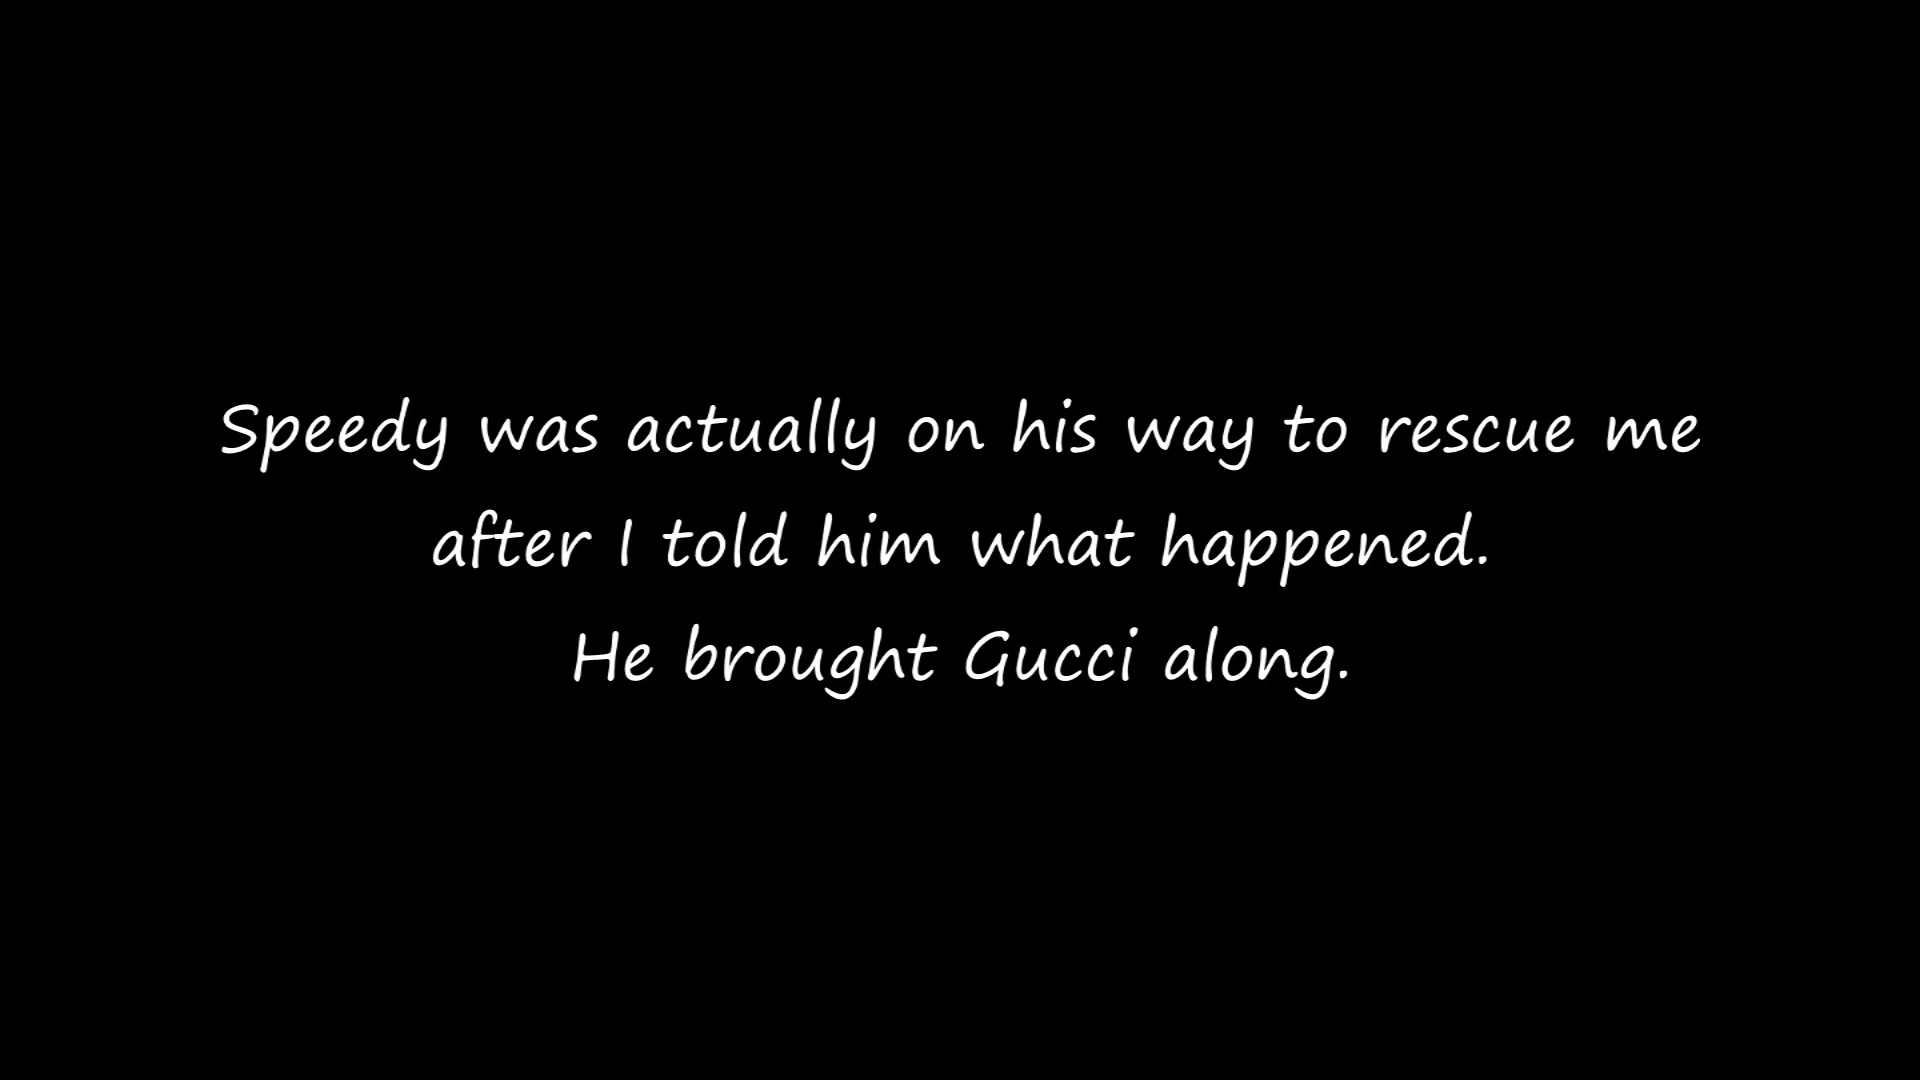 Speedy was actually on his way to rescue me
after I told him what happened.
He brought Gucci along.